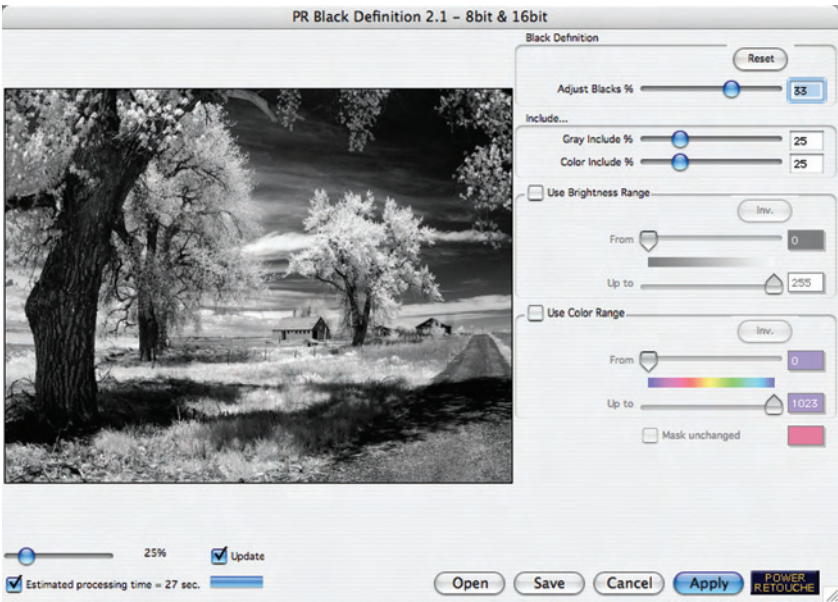 PR Black Definition 2.1 – 8bit & 16bit
Black Definition
Reset
Adjust Blacks % 33
Include...
Gray Include % 25
Color Include % 25
Use Brightness Range
Inv.
From 0
Up to 255
Use Color Range
Inv.
From 0
Up to 1023
Mask unchanged
25% Update
Estimated processing time = 27 sec.
Open Save Cancel Apply POWER RETOUCHE